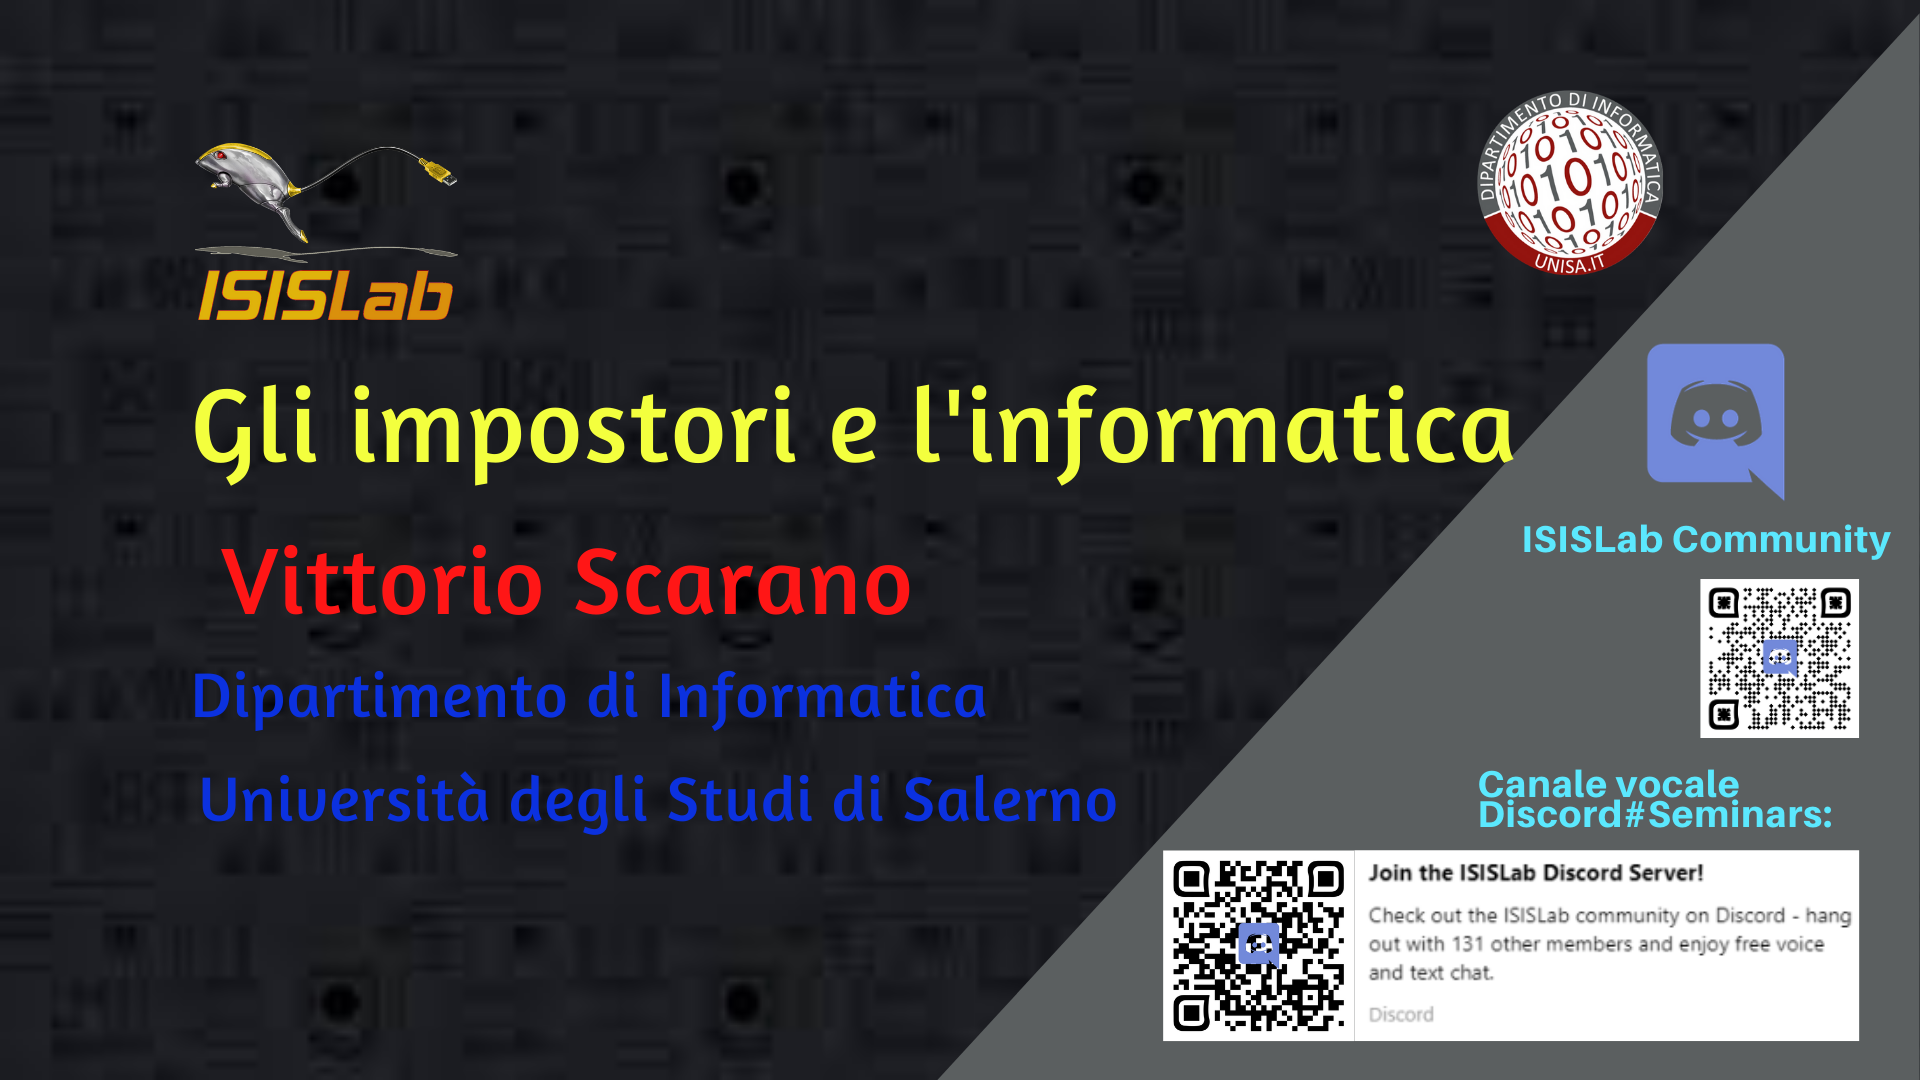 ISISLab
DIPARTIMENTO DI INFORMATICA
UNISA.IT
Gli impostori e l'informatica
Vittorio Scarano
Dipartimento di Informatica
Università degli Studi di Salerno
ISISLab Community
Canale vocale
Discord#Seminars:
Join the ISISLab Discord Server!
Check out the ISISLab community on Discord - hang
out with 131 other members and enjoy free voice
and text chat.
Discord